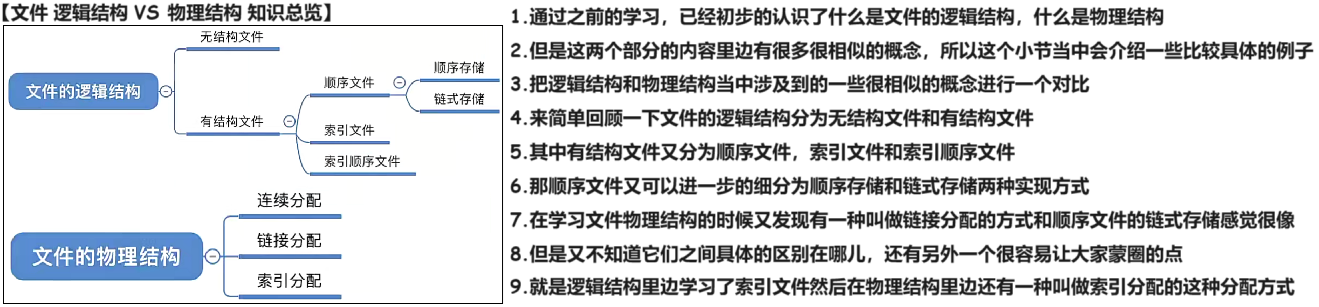 【文件 逻辑结构 VS 物理结构 知识总览】
无结构文件
文件的逻辑结构
顺序文件
顺序存储
链式存储
有结构文件
索引文件
索引顺序文件
连续分配
文件的物理结构
链接分配
索引分配
1.通过之前的学习，已经初步的认识了什么是文件的逻辑结构，什么是物理结构
2.但是这两个部分的内容里边有很多很相似的概念，所以这个小节当中会介绍一些比较具体的例子
3.把逻辑结构和物理结构当中涉及到的一些很相似的概念进行一个对比
4.来简单回顾一下文件的逻辑结构分为无结构文件和有结构文件
5.其中有结构文件又分为顺序文件，索引文件和索引顺序文件
6.那顺序文件又可以进一步的细分为顺序存储和链式存储两种实现方式
7.在学习文件物理结构的时候又发现有一种叫做链接分配的方式和顺序文件的链式存储感觉很像
8.但是又不知道它们之间具体的区别在哪儿，还有另外一个很容易让大家蒙圈的点
9.就是逻辑结构里边学习了索引文件然后在物理结构里边还有一种叫做索引分配的这种分配方式